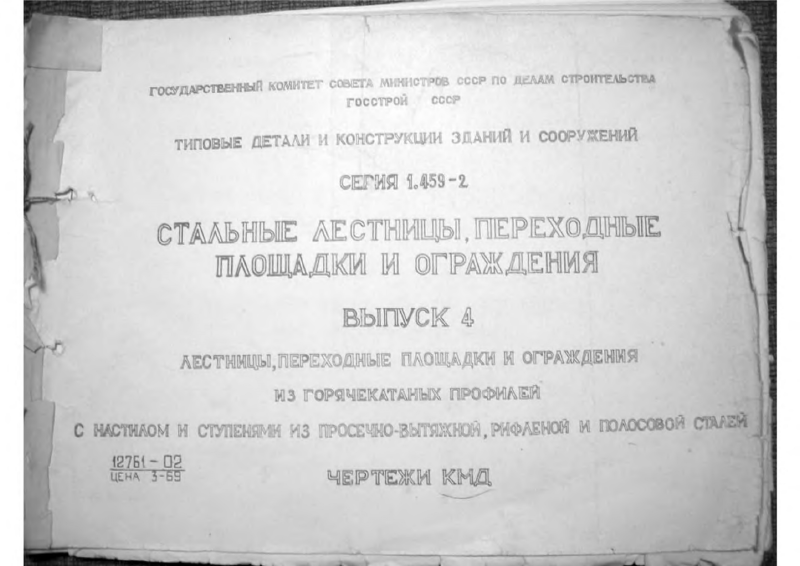 ГОСУДАРСТВЕННЫЙ КОМИТЕТ СОВЕТА МИНИСТРОВ СССР ПО ДЕЛАМ СТРОИТЕЛЬСТВА
ГОССТРОЙ СССР
ТИПОВЫЕ ДЕТАЛИ И КОНСТРУКЦИИ ЗДАНИЙ И СООРУЖЕНИЙ
СЕРИЯ 1.459-2
СТАЛЬНЫЕ ЛЕСТНИЦЫ, ПЕРЕХОДНЫЕ
ПЛОЩАДКИ И ОГРАЖДЕНИЯ
ВЫПУСК 4
ЛЕСТНИЦЫ, ПЕРЕХОДНЫЕ ПЛОЩАДКИ И ОГРАЖДЕНИЯ
ИЗ ГОРЯЧЕКАТАНЫХ ПРОФИЛЕЙ
С НАСТИЛОМ И СТУПЕНЯМИ ИЗ ПРОСЕЧНО-ВЫТЯЖНОЙ, РИФЛЕНОЙ И ПОЛОСОВОЙ СТАЛЕЙ
12761-02
ЦЕНА 3-69
ЧЕРТЕЖИ КМД